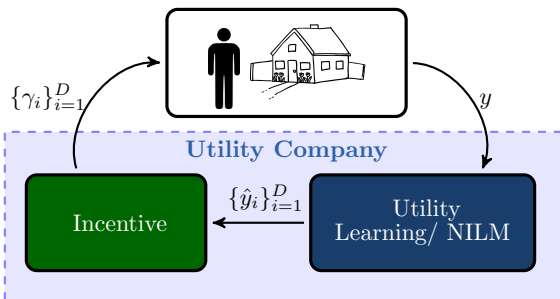 {γ_i}_{i=1}^D
y
Utility Company
Incentive
{ŷ_i}_{i=1}^D
Utility
Learning/ NILM